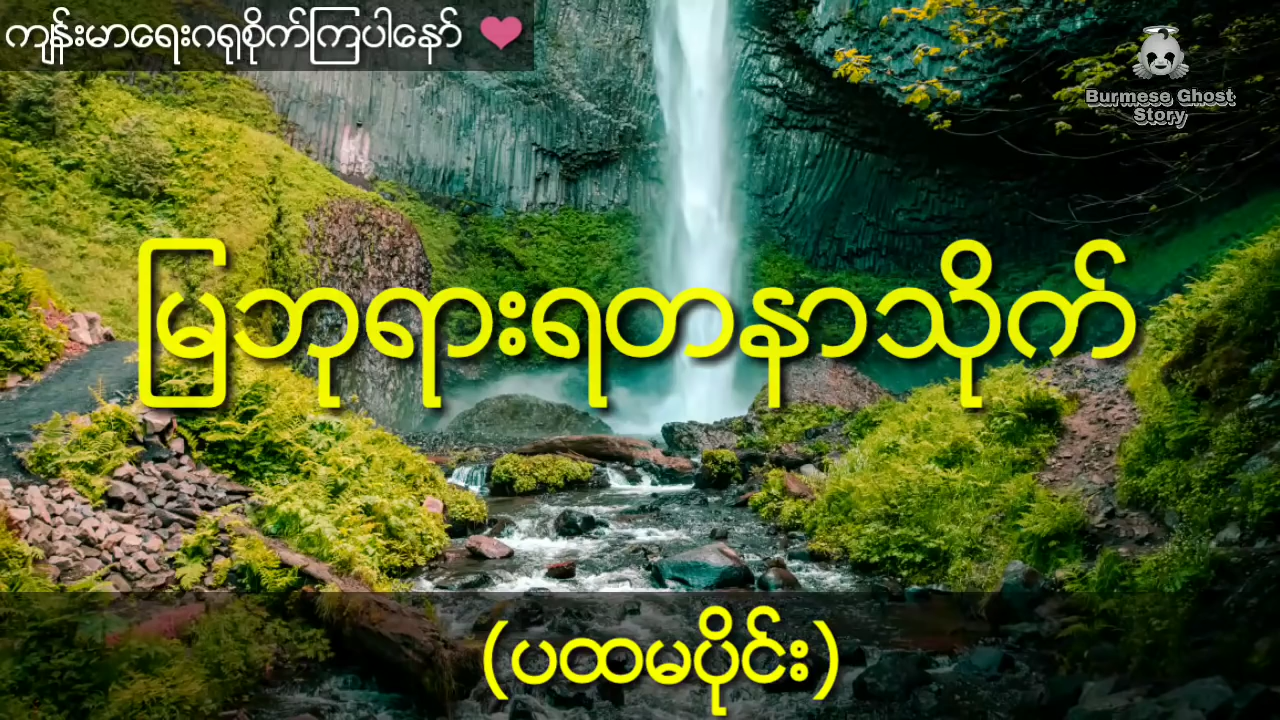 ကျန်းမာရေးဂရုစိုက်ကြပါနော် ❤
Burmese Ghost
Story
မြဘုရားရတနာသိုက်
(ပထမပိုင်း)